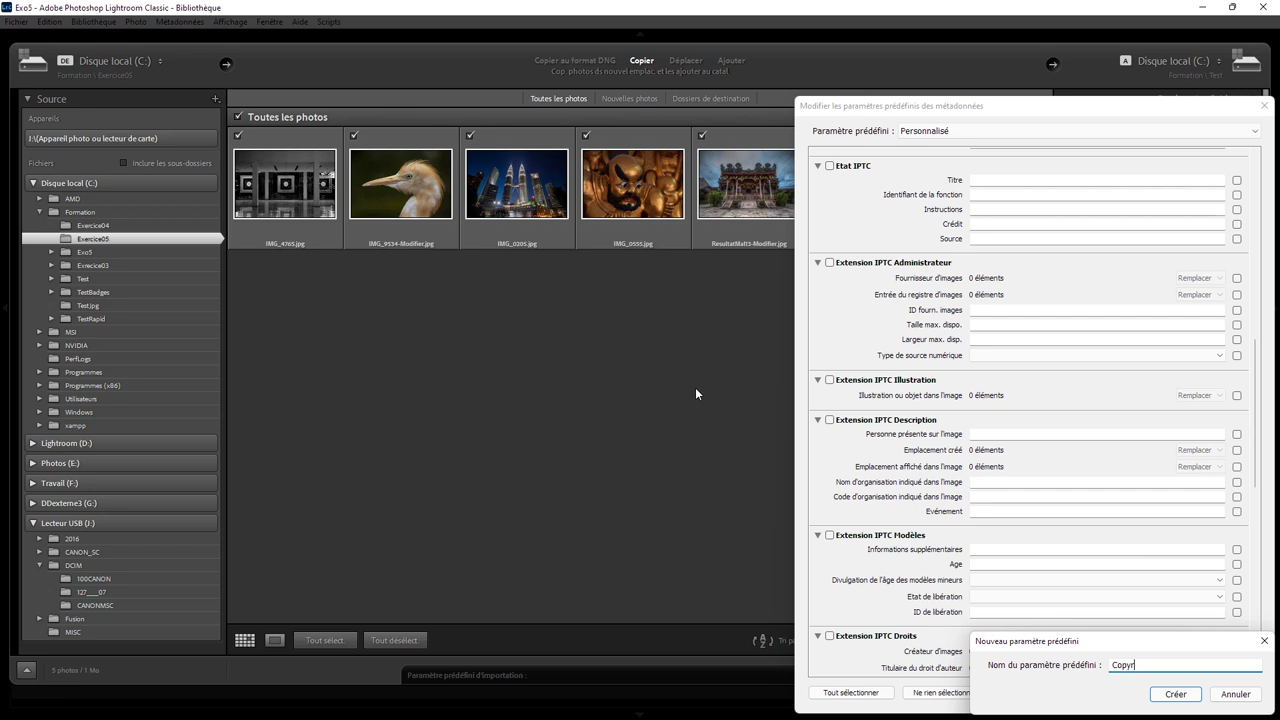 Exo5 - Adobe Photoshop Lightroom Classic - Bibliothèque
Fichier Edition Bibliothèque Photo Métadonnées Affichage Fenêtre Aide Scripts
DE Disque local (C:)
Formation \ Exercice05
Copier au format DNG Copier Déplacer Ajouter
Cop. photos ds nouvel emplac. et les ajouter au catal
A Disque local (C:)
Formation \ Test
Source
Appareils
J:\(Appareil photo ou lecteur de carte)
Fichiers Inclure les sous-dossiers
Disque local (C:)
AMD
Formation
Exercice04
Exercice05
Exo5
Exrecice03
Test
TestBadges
Test.jpg
TestRapid
MSI
NVIDIA
PerfLogs
Programmes
Programmes (x86)
Utilisateurs
Windows
xampp
Lightroom (D:)
Photos (E:)
Travail (F:)
DDexterne3 (G:)
Lecteur USB (J:)
2016
CANON_SC
DCIM
100CANON
127___07
CANONMSC
Fusion
MISC
5 photos / 1 Mo
Toutes les photos Nouvelles photos Dossiers de destination
Toutes les photos
IMG_4765.jpg IMG_9534-Modifier.jpg IMG_0205.jpg IMG_0555.jpg ResultatMalt3-Modifier.jpg
Tout sélect. Tout desélect. Tri pa
Paramètre prédéfini d'importation :
Modifier les paramètres prédéfinis des métadonnées
Paramètre prédéfini : Personnalisé
Etat IPTC
Titre
Identifiant de la fonction
Instructions
Crédit
Source
Extension IPTC Administrateur
Fournisseur d'images 0 éléments Remplacer
Entrée du registre d'images 0 éléments Remplacer
ID fourn. images
Taille max. dispo.
Largeur max. disp.
Type de source numérique
Extension IPTC Illustration
Illustration ou objet dans l'image 0 éléments Remplacer
Extension IPTC Description
Personne présente sur l'image
Emplacement créé 0 éléments Remplacer
Emplacement affiché dans l'image 0 éléments Remplacer
Nom d'organisation indiqué dans l'image
Code d'organisation indiqué dans l'image
Evénement
Extension IPTC Modèles
Informations supplémentaires
Age
Divulgation de l'âge des modèles mineurs
Etat de libération
ID de libération
Extension IPTC Droits
Créateur d'images
Titulaire du droit d'auteur
Tout sélectionner Ne rien sélectionn
Nouveau paramètre prédéfini
Nom du paramètre prédéfini : Copyr
Créer Annuler